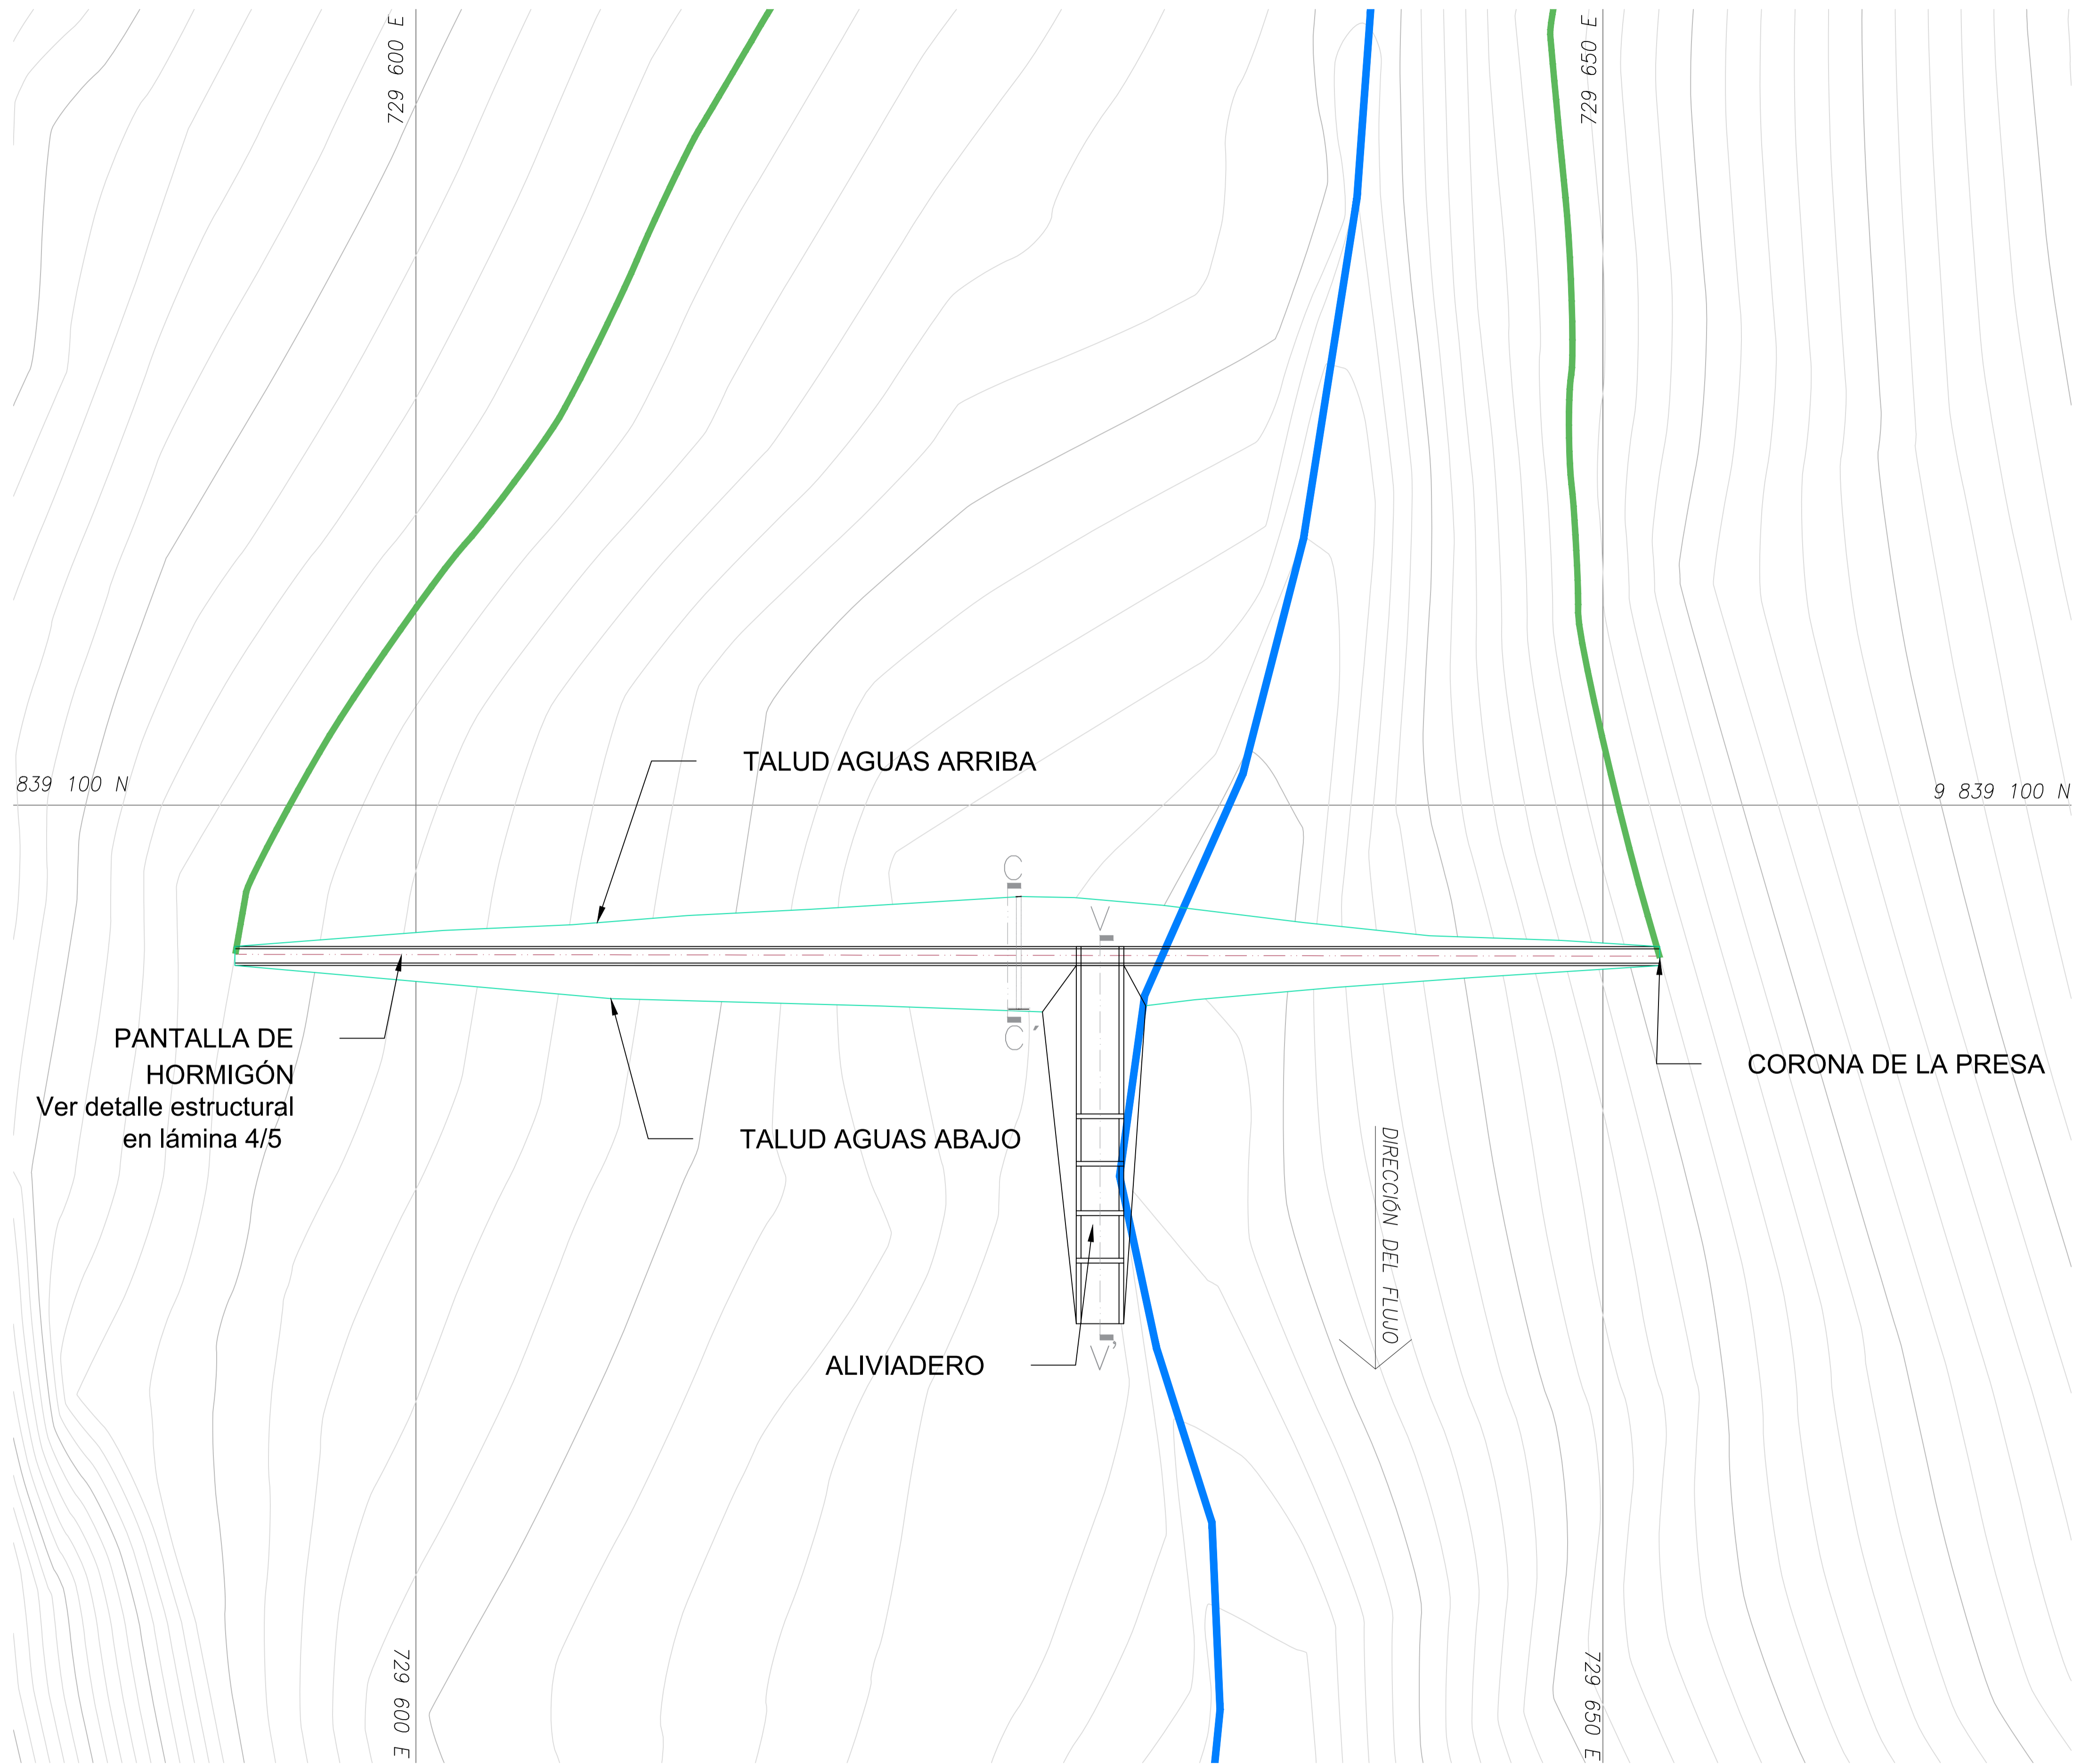 729 600 E
729 650 E
TALUD AGUAS ARRIBA
839 100 N
9 839 100 N
C
V
C´
PANTALLA DE
HORMIGÓN
Ver detalle estructural
en lámina 4/5
CORONA DE LA PRESA
TALUD AGUAS ABAJO
DIRECCIÓN DEL FLUJO
ALIVIADERO
V'
729 600 E
729 650 E